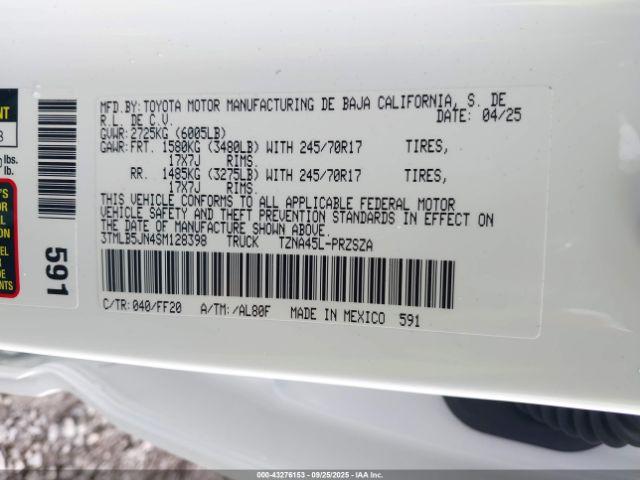 MFD.BY: TOYOTA MOTOR MANUFACTURING DE BAJA CALIFORNIA, S. DE
R.L. DE C.V. DATE: 04/25
GVWR: 2725KG (6005LB)
GAWR: FRT. 1580KG (3480LB) WITH 245/70R17 TIRES,
17X7J RIMS.
RR. 1485KG (3275LB) WITH 245/70R17 TIRES,
17X7J RIMS.
THIS VEHICLE CONFORMS TO ALL APPLICABLE FEDERAL MOTOR
VEHICLE SAFETY AND THEFT PREVENTION STANDARDS IN EFFECT ON
THE DATE OF MANUFACTURE SHOWN ABOVE.
3TMLB5JN4SM128398 TRUCK TZNA45L-PRZSZA
C/TR: 040/FF20 A/TM: /AL80F MADE IN MEXICO 591
591
lbs.
lb.
000-43276153 — 09/25/2025 — IAA, Inc.